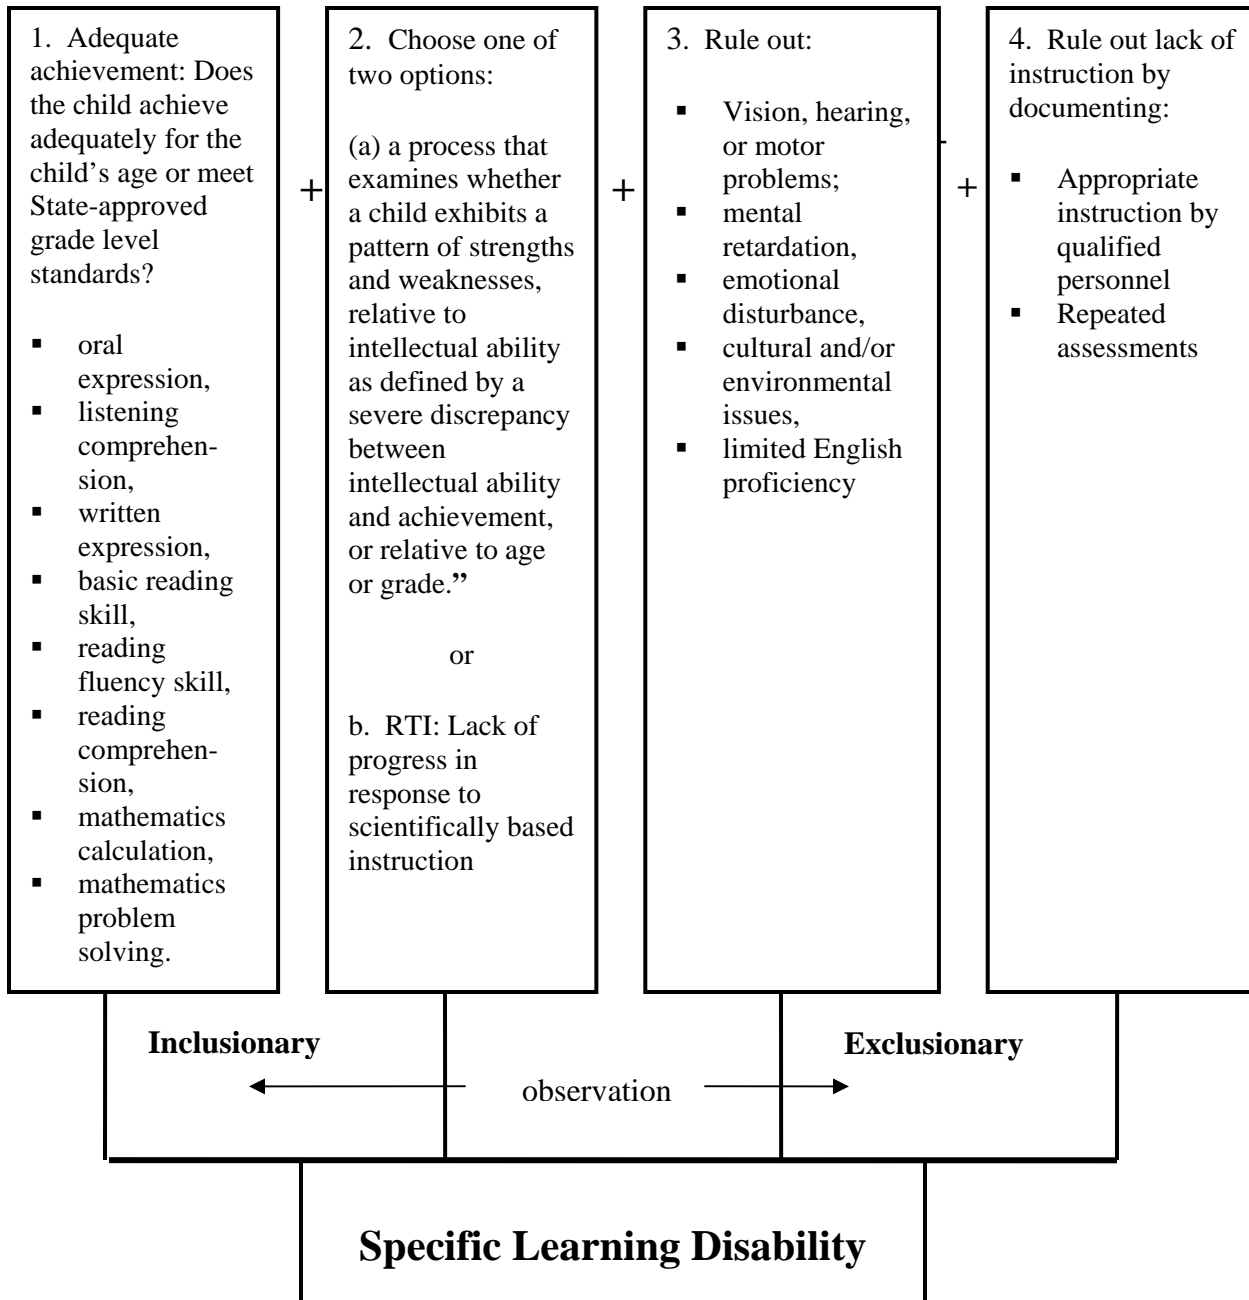 1. Adequate
achievement: Does
the child achieve
adequately for the
child’s age or meet
State-approved
grade level
standards?
▪ oral
expression,
▪ listening
comprehen-
sion,
▪ written
expression,
▪ basic reading
skill,
▪ reading
fluency skill,
▪ reading
comprehen-
sion,
▪ mathematics
calculation,
▪ mathematics
problem
solving.
+
2. Choose one of
two options:
(a) a process that
examines whether
a child exhibits a
pattern of strengths
and weaknesses,
relative to
intellectual ability
as defined by a
severe discrepancy
between
intellectual ability
and achievement,
or relative to age
or grade.”
or
b. RTI: Lack of
progress in
response to
scientifically based
instruction
+
3. Rule out:
▪ Vision, hearing,
or motor
problems;
▪ mental
retardation,
▪ emotional
disturbance,
▪ cultural and/or
environmental
issues,
▪ limited English
proficiency
+
4. Rule out lack of
instruction by
documenting:
▪ Appropriate
instruction by
qualified
personnel
▪ Repeated
assessments
Inclusionary
Exclusionary
observation
Specific Learning Disability